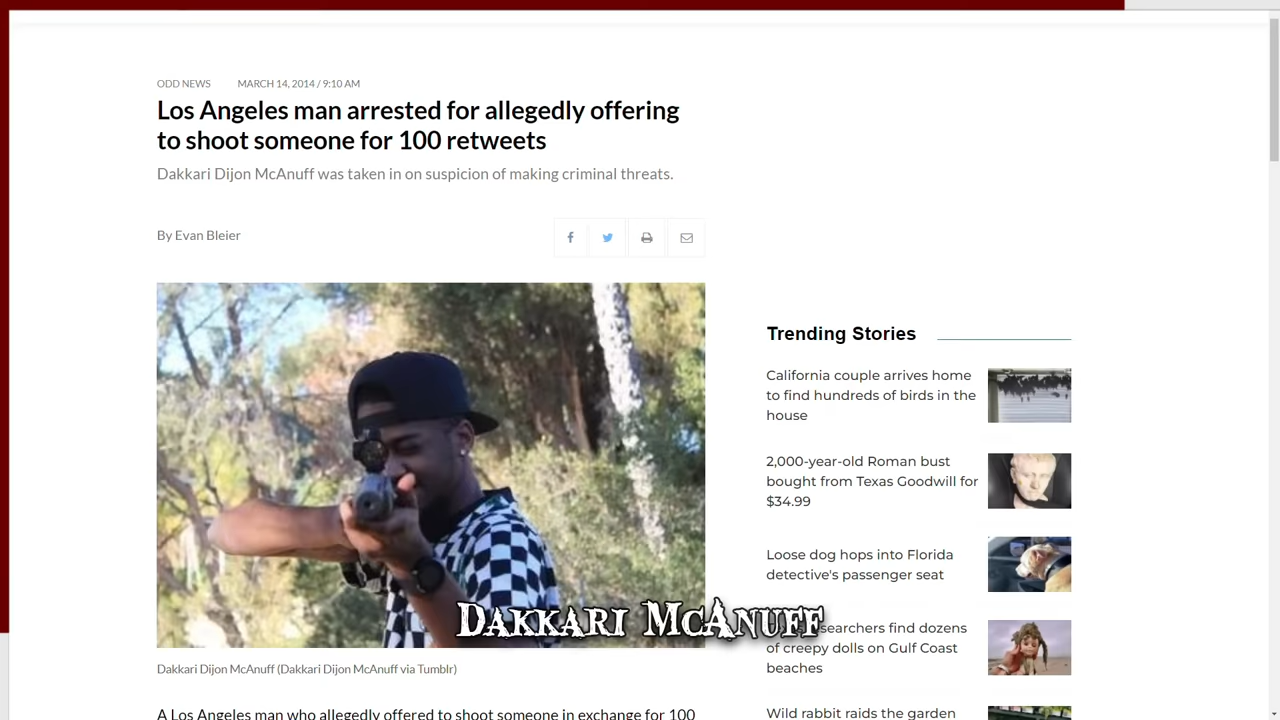 ODD NEWS MARCH 14, 2014 / 9:10 AM
Los Angeles man arrested for allegedly offering
to shoot someone for 100 retweets
Dakkari Dijon McAnuff was taken in on suspicion of making criminal threats.
By Evan Bleier
Dakkari McAnuff
Dakkari Dijon McAnuff (Dakkari Dijon McAnuff via Tumblr)
A Los Angeles man who allegedly offered to shoot someone in exchange for 100
Trending Stories
California couple arrives home
to find hundreds of birds in the
house
2,000-year-old Roman bust
bought from Texas Goodwill for
$34.99
Loose dog hops into Florida
detective's passenger seat
searchers find dozens
of creepy dolls on Gulf Coast
beaches
Wild rabbit raids the garden